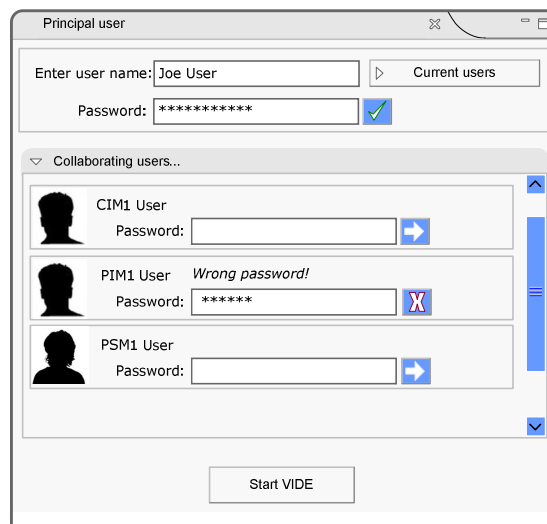 Principal user
Enter user name: Joe User
Current users
Password: ***********
Collaborating users...
CIM1 User
Password:
PIM1 User Wrong password!
Password: ******
PSM1 User
Password:
Start VIDE